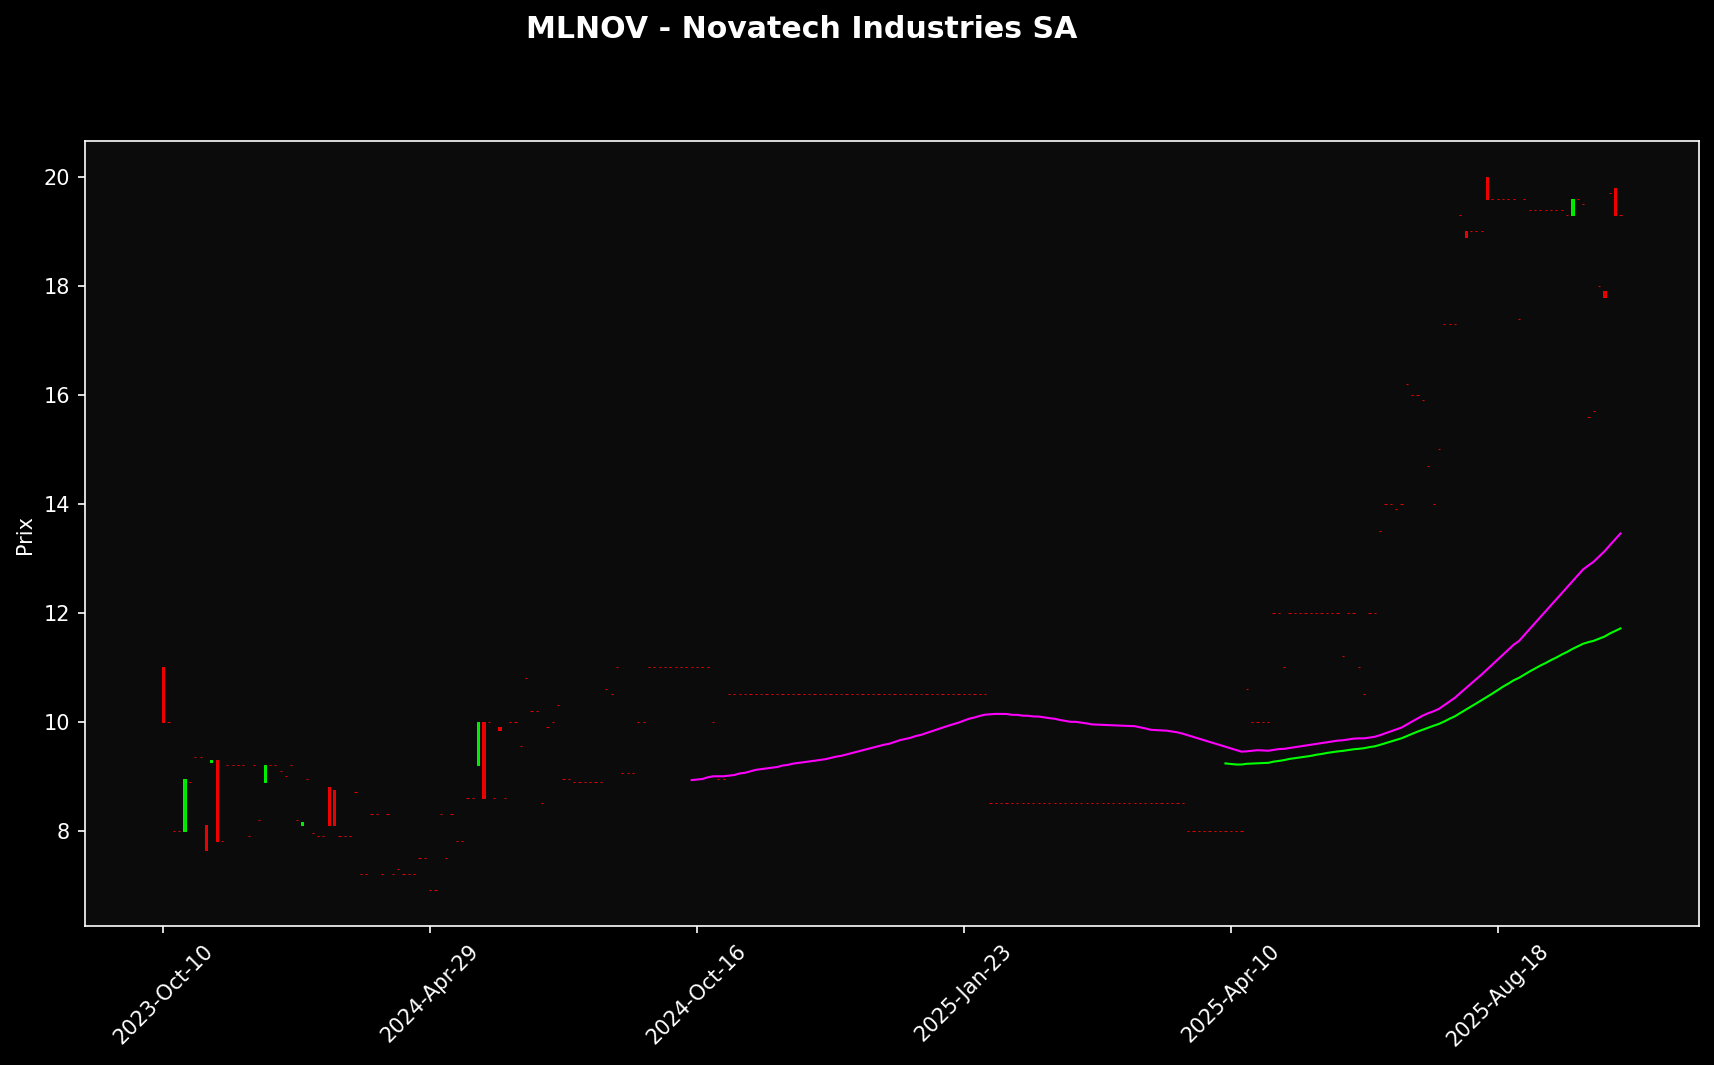 MLNOV - Novatech Industries SA
Prix
20
18
16
14
12
10
8
2023-Oct-10
2024-Apr-29
2024-Oct-16
2025-Jan-23
2025-Apr-10
2025-Aug-18